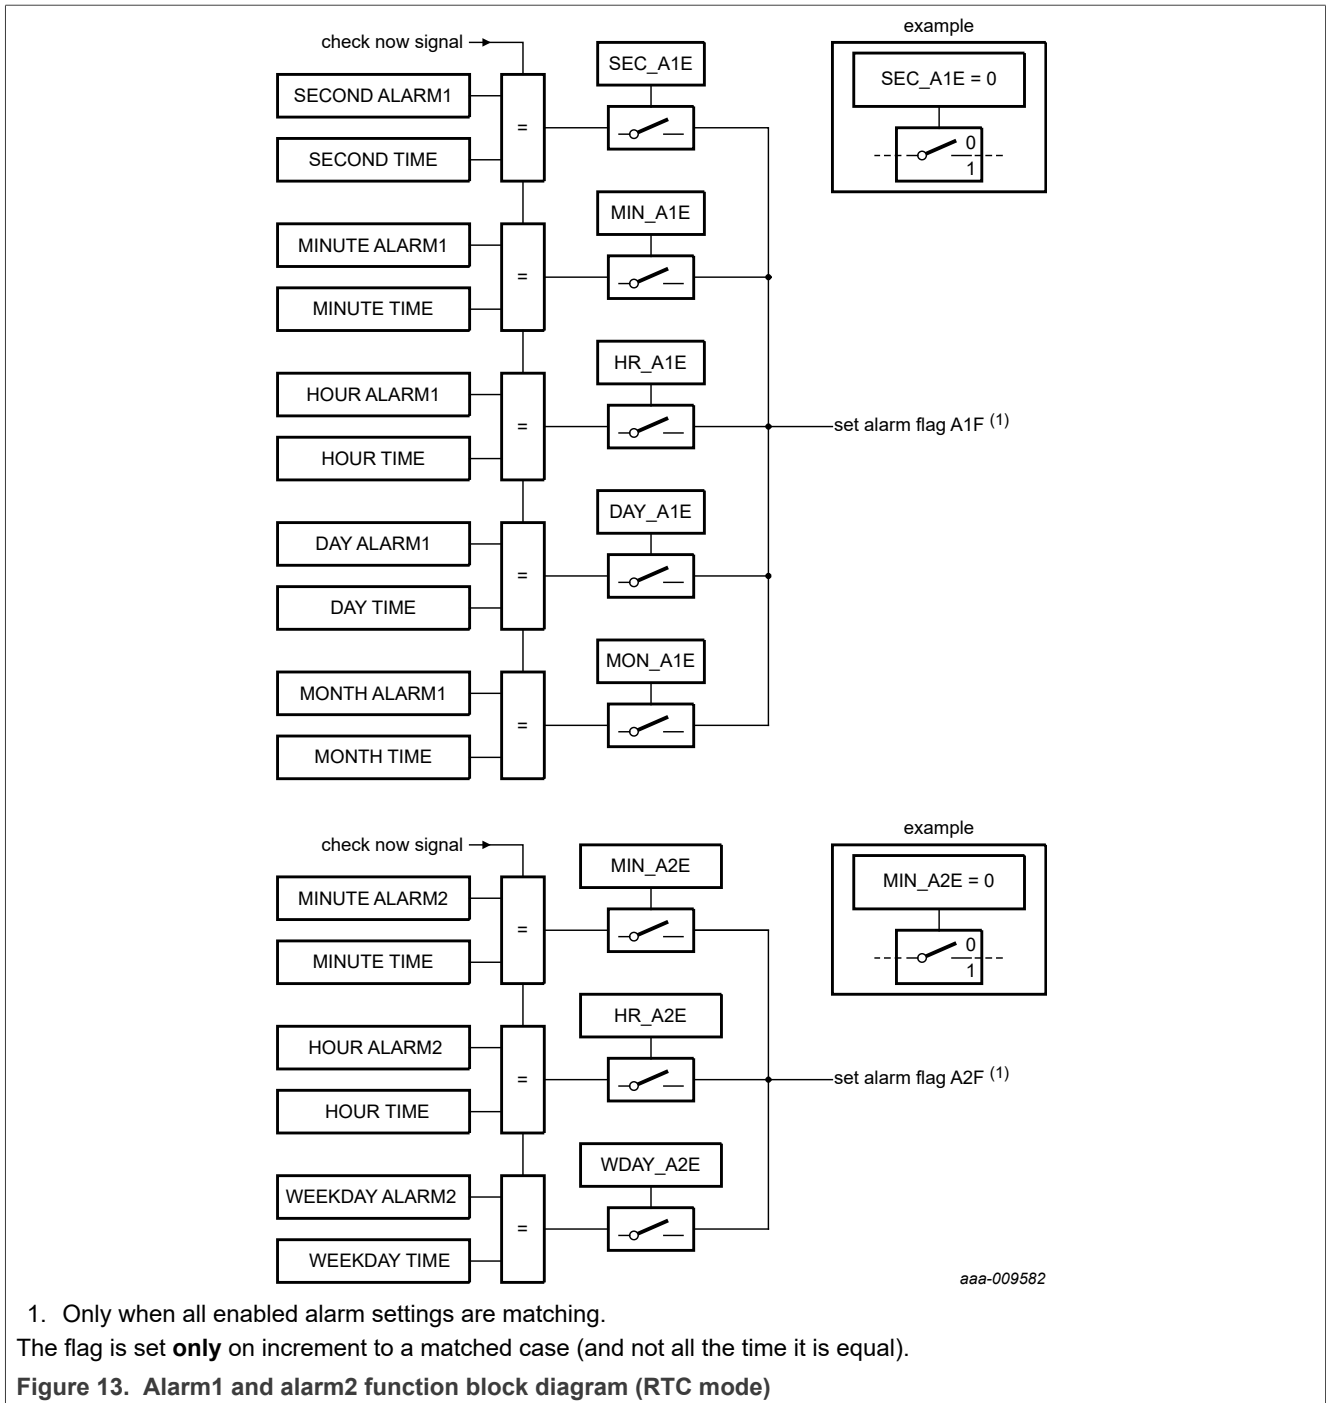 check now signal
example
SEC_A1E
SEC_A1E = 0
SECOND ALARM1
=
0
1
SECOND TIME
MIN_A1E
MINUTE ALARM1
=
MINUTE TIME
HR_A1E
HOUR ALARM1
=
set alarm flag A1F (1)
HOUR TIME
DAY_A1E
DAY ALARM1
=
DAY TIME
MON_A1E
MONTH ALARM1
=
MONTH TIME
check now signal
example
MIN_A2E
MIN_A2E = 0
MINUTE ALARM2
=
0
1
MINUTE TIME
HR_A2E
HOUR ALARM2
=
set alarm flag A2F (1)
HOUR TIME
WDAY_A2E
WEEKDAY ALARM2
=
WEEKDAY TIME
aaa-009582
1. Only when all enabled alarm settings are matching.
The flag is set only on increment to a matched case (and not all the time it is equal).
Figure 13. Alarm1 and alarm2 function block diagram (RTC mode)